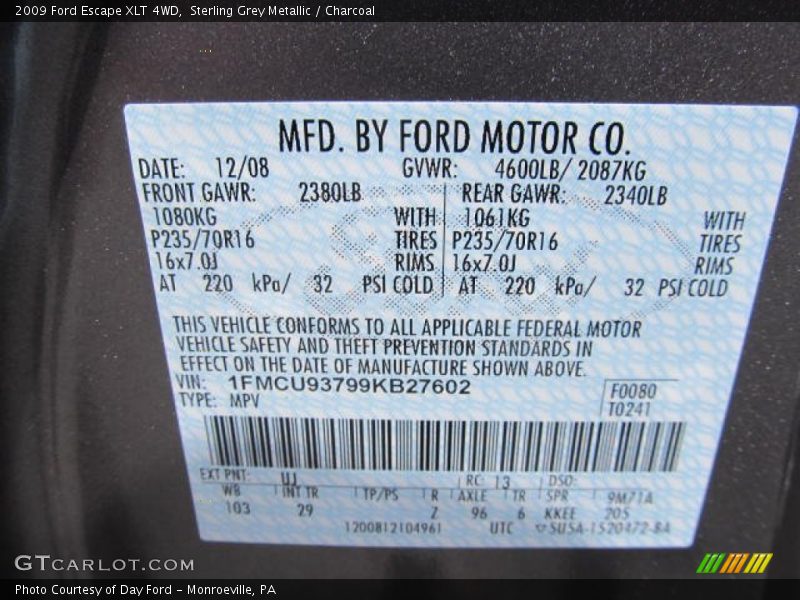 2009 Ford Escape XLT 4WD, Sterling Grey Metallic / Charcoal
MFD. BY FORD MOTOR CO.
DATE: 12/08 GVWR: 4600LB/ 2087KG
FRONT GAWR: 2380LB REAR GAWR: 2340LB
1080KG WITH 1061KG WITH
P235/70R16 TIRES P235/70R16 TIRES
16x7.0J RIMS 16x7.0J RIMS
AT 220 kPa/ 32 PSI COLD AT 220 kPa/ 32 PSI COLD
THIS VEHICLE CONFORMS TO ALL APPLICABLE FEDERAL MOTOR
VEHICLE SAFETY AND THEFT PREVENTION STANDARDS IN
EFFECT ON THE DATE OF MANUFACTURE SHOWN ABOVE.
VIN: 1FMCU93799KB27602 F0080
TYPE: MPV T0241
EXT PNT: UJ RC: 13 DSO:
WB INT TR TP/PS R AXLE TR SPR 9M71A
103 29 2 96 6 KKEE 205
1200812104961 UTC 5U5A-1520472-BA
GTCARLOT.COM
Photo Courtesy of Day Ford – Monroeville, PA